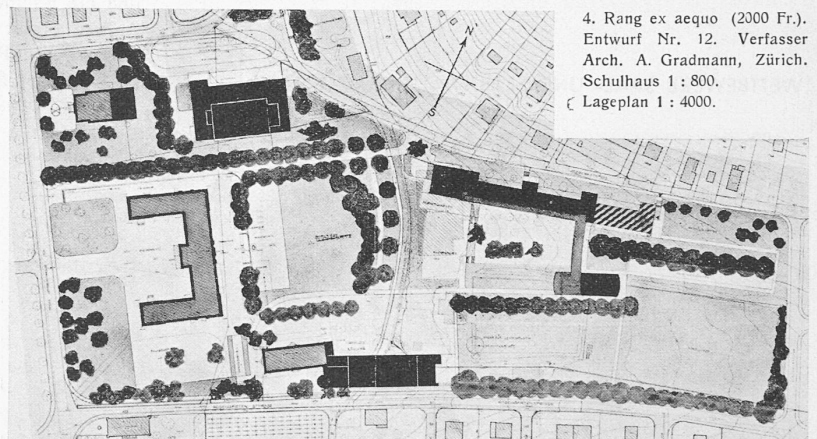 4. Rang ex aequo (2000 Fr.).
Entwurf Nr. 12. Verfasser
Arch. A. Gradmann, Zürich.
Schulhaus 1 : 800.
Lageplan 1 : 4000.
N
S